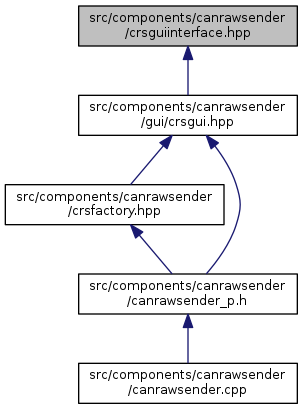 src/components/canrawsender
/crsguiinterface.hpp
src/components/canrawsender
/gui/crsgui.hpp
src/components/canrawsender
/crsfactory.hpp
src/components/canrawsender
/canrawsender_p.h
src/components/canrawsender
/canrawsender.cpp